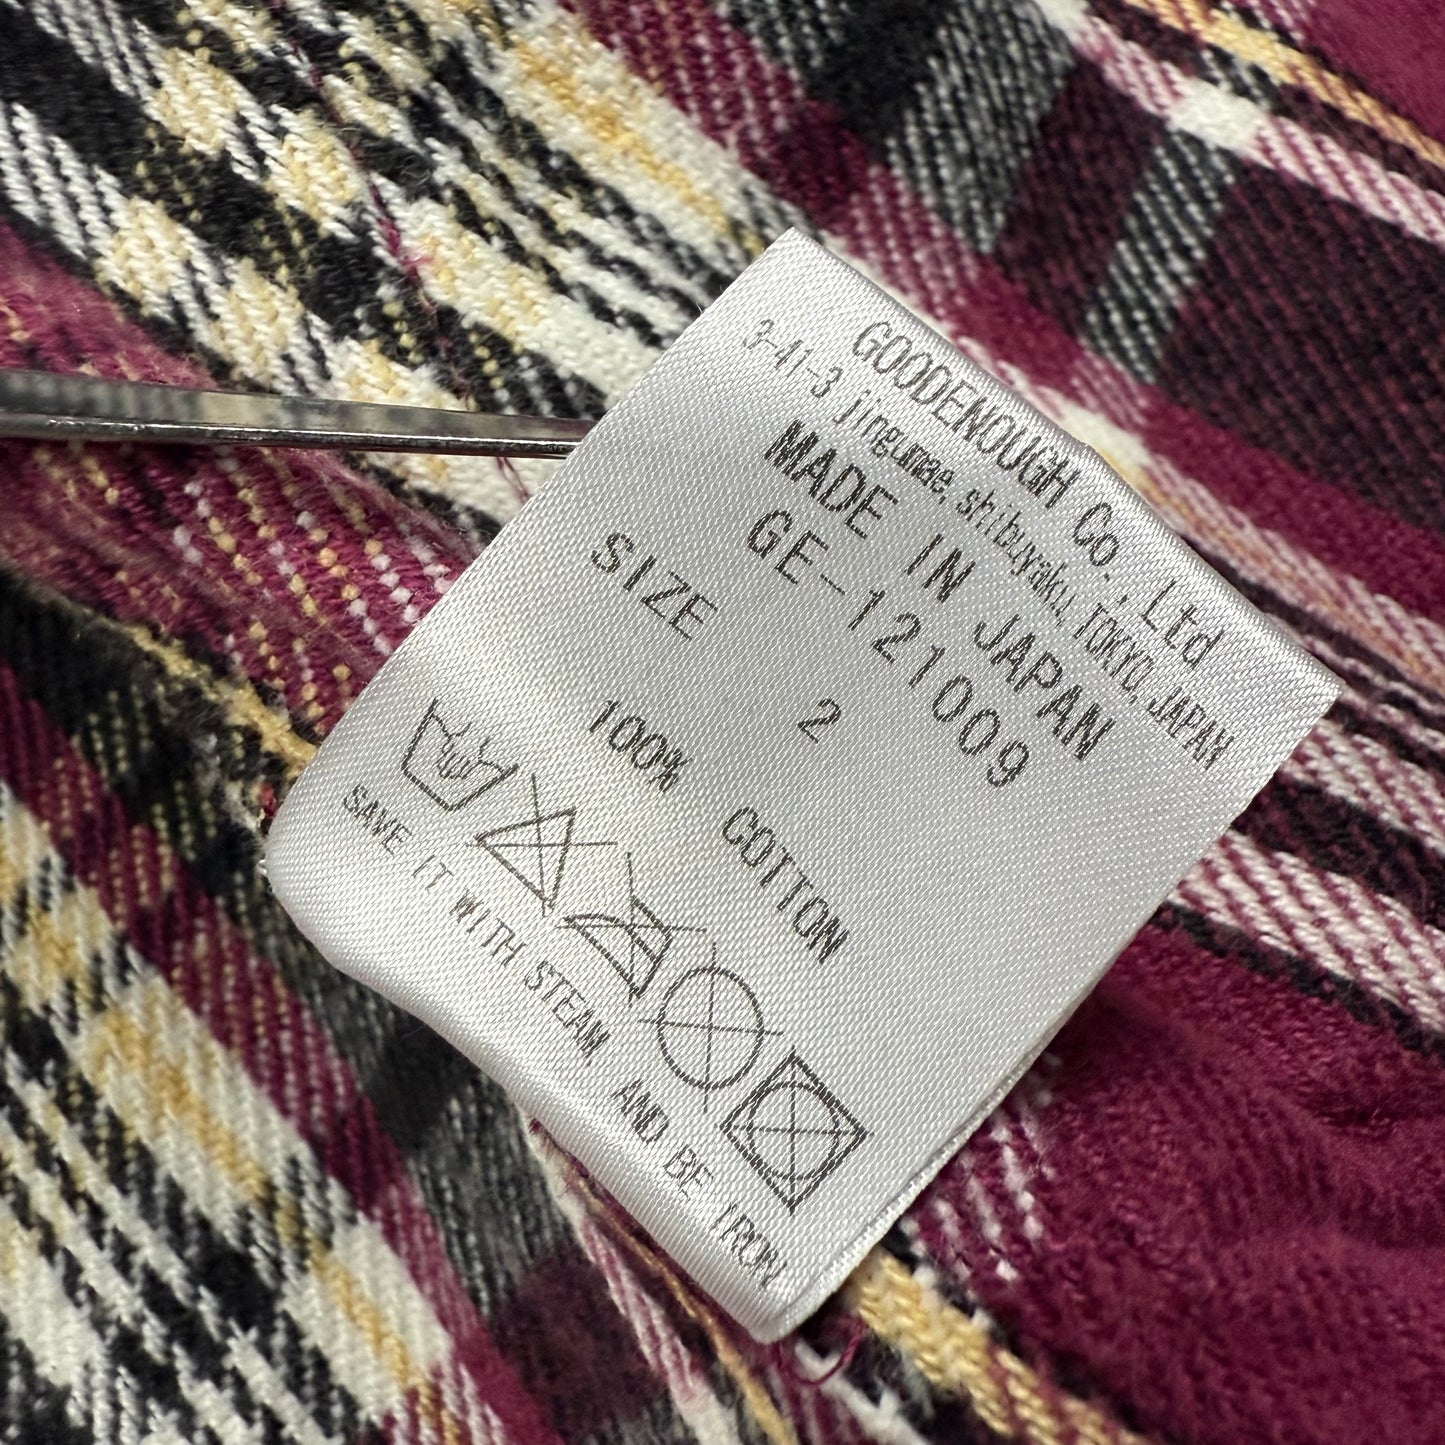 GOODENOUGH Co., Ltd
3-41-3 jingumae, shibuyaku, TOKYO, JAPAN
MADE IN JAPAN
GE-121009
SIZE 2
100% COTTON
SAVE IT WITH STEAM AND BE IRON